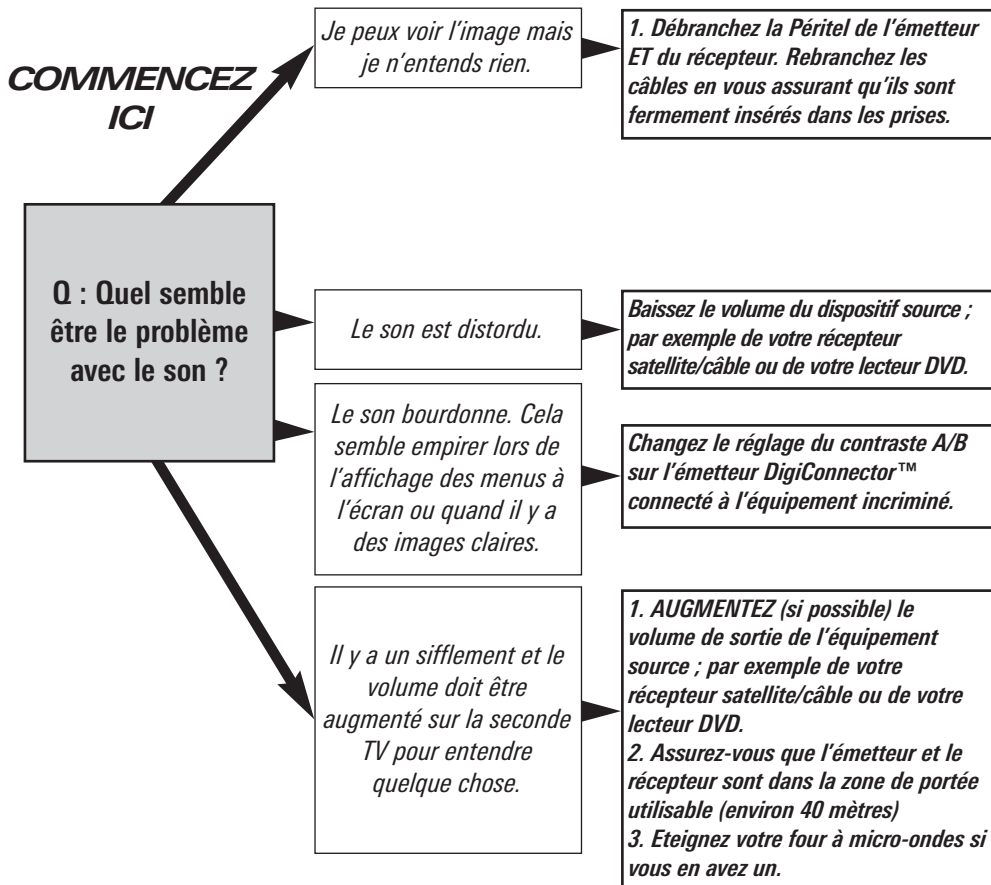 COMMENCEZ
ICI
Q : Quel semble
être le problème
avec le son ?
Je peux voir l'image mais
je n'entends rien.
1. Débranchez la Péritel de l'émetteur
ET du récepteur. Rebranchez les
câbles en vous assurant qu'ils sont
fermement insérés dans les prises.
Le son est distordu.
Baissez le volume du dispositif source ;
par exemple de votre récepteur
satellite/câble ou de votre lecteur DVD.
Le son bourdonne. Cela
semble empirer lors de
l'affichage des menus à
l'écran ou quand il y a
des images claires.
Changez le réglage du contraste A/B
sur l'émetteur DigiConnector™
connecté à l'équipement incriminé.
Il y a un sifflement et le
volume doit être
augmenté sur la seconde
TV pour entendre
quelque chose.
1. AUGMENTEZ (si possible) le
volume de sortie de l'équipement
source ; par exemple de votre
récepteur satellite/câble ou de votre
lecteur DVD.
2. Assurez-vous que l'émetteur et le
récepteur sont dans la zone de portée
utilisable (environ 40 mètres)
3. Eteignez votre four à micro-ondes si
vous en avez un.